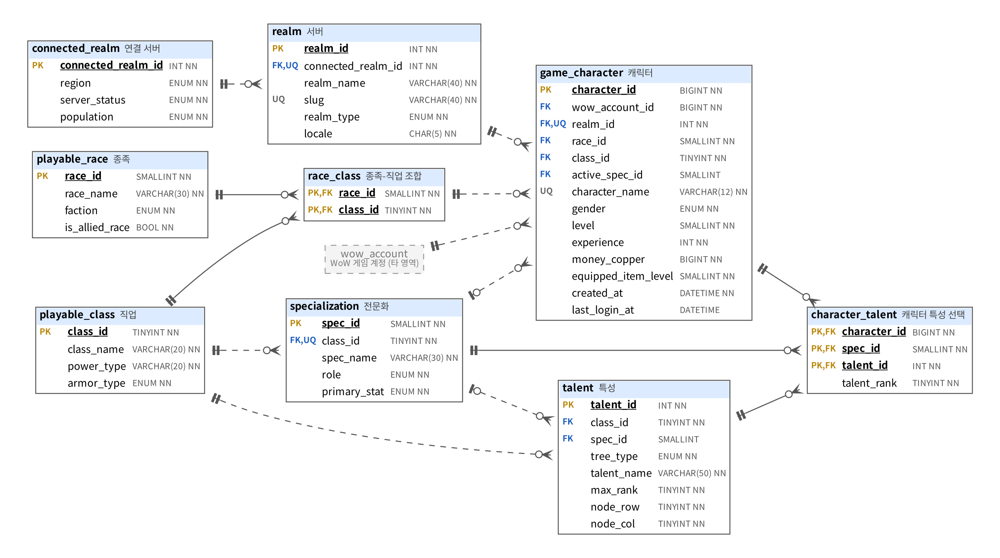 connected_realm 연결 서버
PK connected_realm_id INT NN
region ENUM NN
server_status ENUM NN
population ENUM NN
realm 서버
PK realm_id INT NN
FK,UQ connected_realm_id INT NN
realm_name VARCHAR(40) NN
UQ slug VARCHAR(40) NN
realm_type ENUM NN
locale CHAR(5) NN
game_character 캐릭터
PK character_id BIGINT NN
FK wow_account_id BIGINT NN
FK,UQ realm_id INT NN
FK race_id SMALLINT NN
FK class_id TINYINT NN
FK active_spec_id SMALLINT
UQ character_name VARCHAR(12) NN
gender ENUM NN
level SMALLINT NN
experience INT NN
money_copper BIGINT NN
equipped_item_level SMALLINT NN
created_at DATETIME NN
last_login_at DATETIME
playable_race 종족
PK race_id SMALLINT NN
race_name VARCHAR(30) NN
faction ENUM NN
is_allied_race BOOL NN
race_class 종족-직업 조합
PK,FK race_id SMALLINT NN
PK,FK class_id TINYINT NN
wow_account
WoW 게임 계정 (타 영역)
playable_class 직업
PK class_id TINYINT NN
class_name VARCHAR(20) NN
power_type VARCHAR(20) NN
armor_type ENUM NN
specialization 전문화
PK spec_id SMALLINT NN
FK,UQ class_id TINYINT NN
spec_name VARCHAR(30) NN
role ENUM NN
primary_stat ENUM NN
character_talent 캐릭터 특성 선택
PK,FK character_id BIGINT NN
PK,FK spec_id SMALLINT NN
PK,FK talent_id INT NN
talent_rank TINYINT NN
talent 특성
PK talent_id INT NN
FK class_id TINYINT NN
FK spec_id SMALLINT
tree_type ENUM NN
talent_name VARCHAR(50) NN
max_rank TINYINT NN
node_row TINYINT NN
node_col TINYINT NN